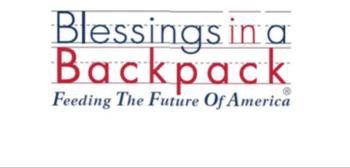 Blessings in a
Backpack®
Feeding The Future Of America